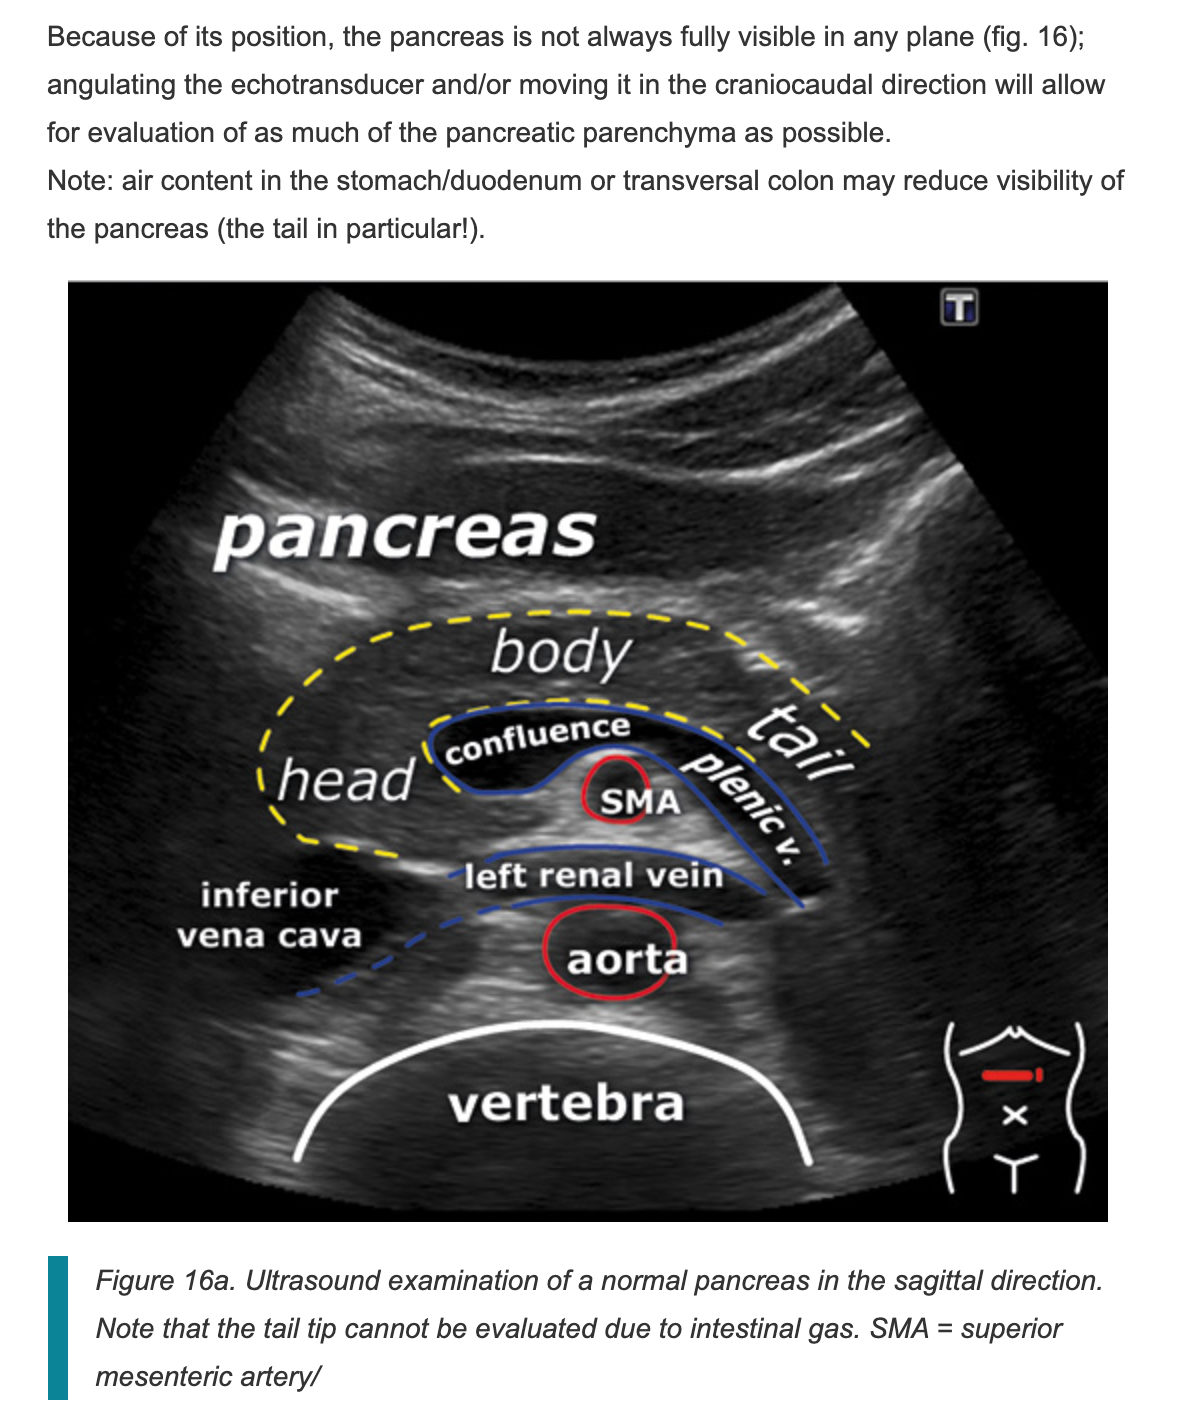 Because of its position, the pancreas is not always fully visible in any plane (fig. 16);
angulating the echotransducer and/or moving it in the craniocaudal direction will allow
for evaluation of as much of the pancreatic parenchyma as possible.
Note: air content in the stomach/duodenum or transversal colon may reduce visibility of
the pancreas (the tail in particular!).
T
pancreas
body
tail
confluence
head
plenic v.
SMA
left renal vein
inferior
vena cava
aorta
vertebra
Figure 16a. Ultrasound examination of a normal pancreas in the sagittal direction.
Note that the tail tip cannot be evaluated due to intestinal gas. SMA = superior
mesenteric artery/